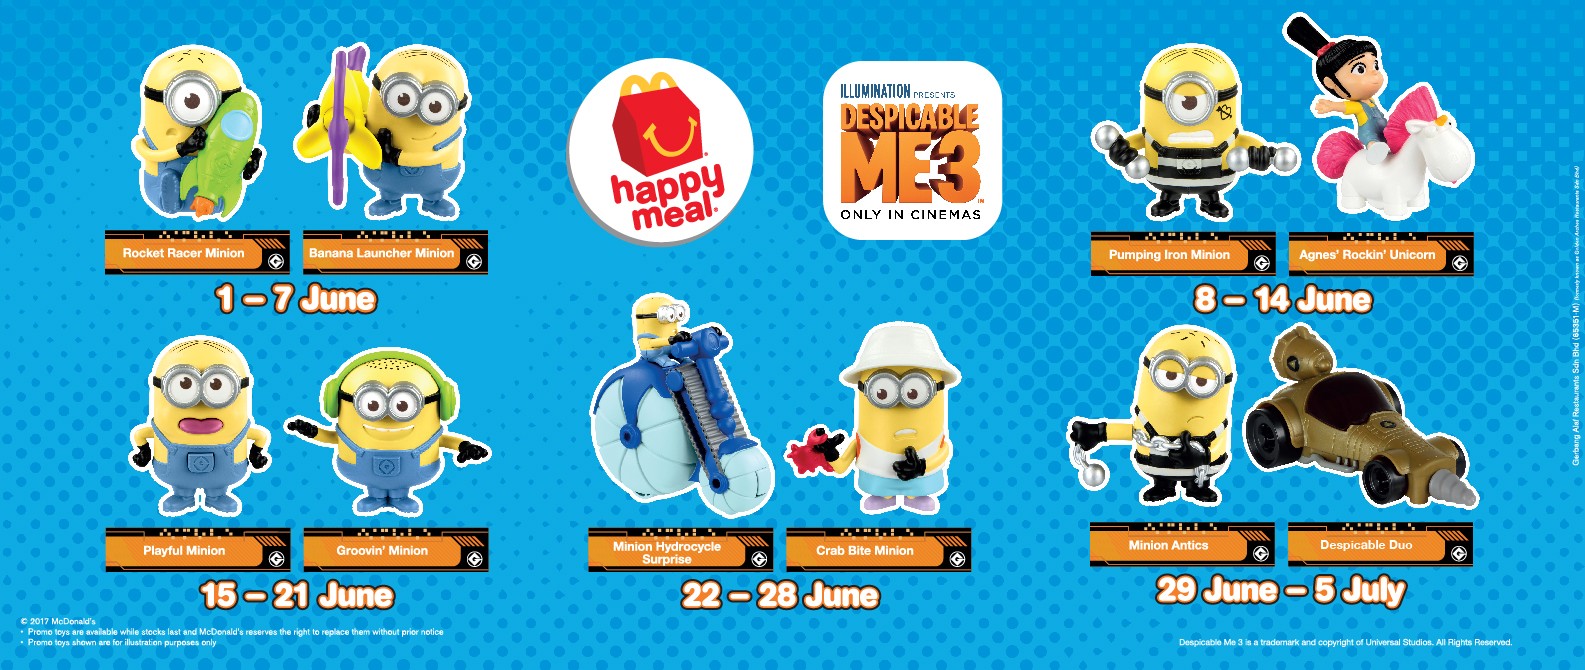 ILLUMINATION PRESENTS
DESPICABLE
ME3
ONLY IN CINEMAS
happy
meal
Rocket Racer Minion
Banana Launcher Minion
1 – 7 June
Pumping Iron Minion
Agnes' Rockin' Unicorn
8 – 14 June
Playful Minion
Groovin' Minion
15 – 21 June
Minion Hydrocycle
Surprise
Crab Bite Minion
22 – 28 June
Minion Antics
Despicable Duo
29 June – 5 July
© 2017 McDonald's
• Promo toys are available while stocks last and McDonald's reserves the right to replace them without prior notice
• Promo toys shown are for illustration purposes only
Despicable Me 3 is a trademark and copyright of Universal Studios. All Rights Reserved.
Gerbang Alaf Restaurants Sdn Bhd (65351-M)